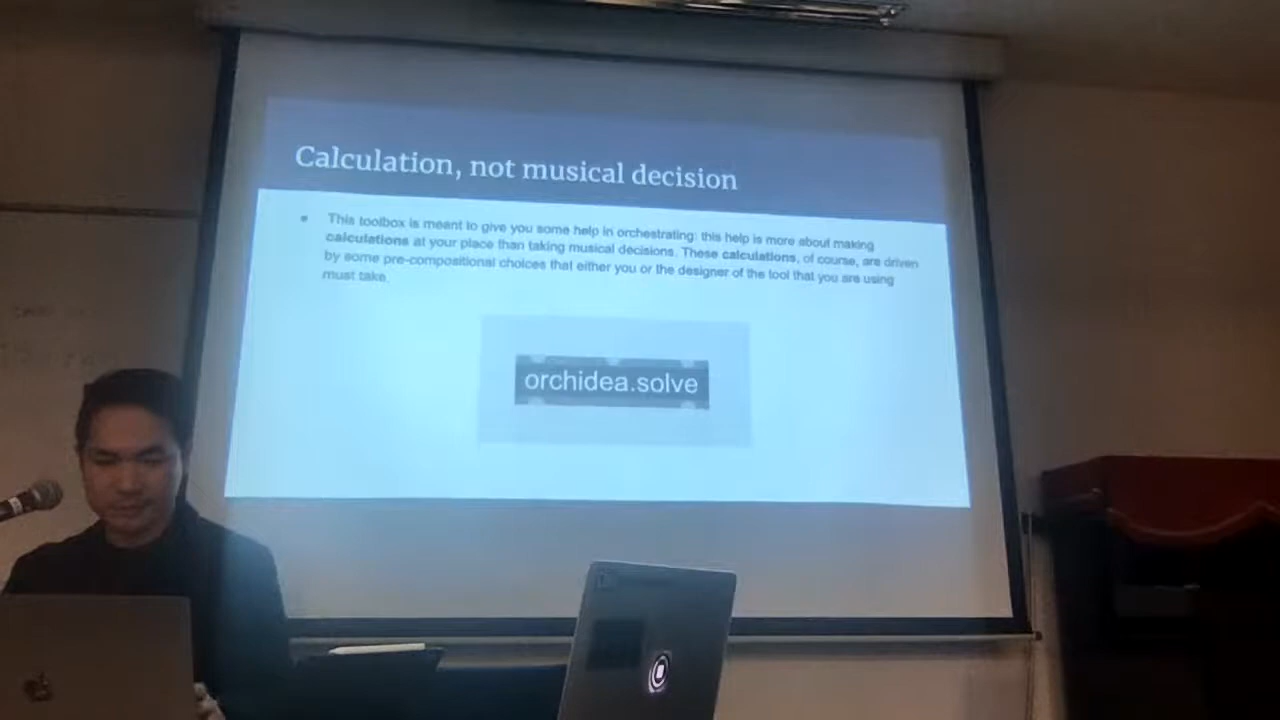 Calculation, not musical decision
This toolbox is meant to give you some help in orchestrating: this help is more about making
calculations at your place than taking musical decisions. These calculations, of course, are driven
by some pre-compositional choices that either you or the designer of the tool that you are using
must take.
orchidea.solve